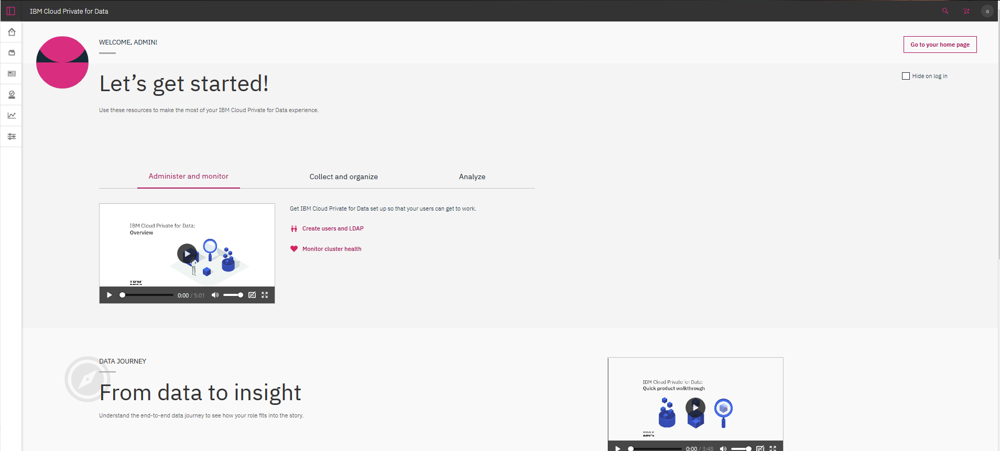 IBM Cloud Private for Data
a
WELCOME, ADMIN!
Go to your home page
Let's get started!
Hide on log in
Use these resources to make the most of your IBM Cloud Private for Data experience.
Administer and monitor
Collect and organize
Analyze
IBM Cloud Private for Data:
Overview
IBM
0:00 / 5:01
Get IBM Cloud Private for Data set up so that your users can get to work.
Create users and LDAP
Monitor cluster health
DATA JOURNEY
From data to insight
Understand the end-to-end data journey to see how your role fits into the story.
IBM Cloud Private for Data:
Quick product walkthrough
IBM
0:00 / 3:48